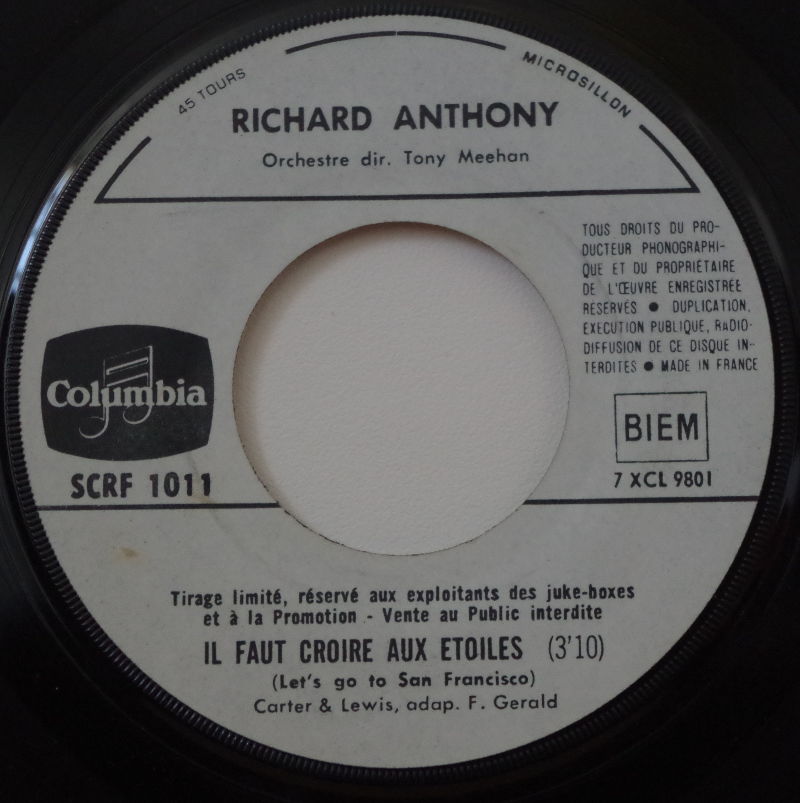 45 TOURS
MICROSILLON
RICHARD ANTHONY
Orchestre dir. Tony Meehan
TOUS DROITS DU PRO-
DUCTEUR PHONOGRAPHI-
QUE ET DU PROPRIÉTAIRE
DE L'ŒUVRE ENREGISTRÉE
RÉSERVÉS ● DUPLICATION,
EXÉCUTION PUBLIQUE, RADIO-
DIFFUSION DE CE DISQUE IN-
TERDITES ● MADE IN FRANCE
Columbia
BIEM
SCRF 1011
7 XCL 9801
Tirage limité, réservé aux exploitants des juke-boxes
et à la Promotion - Vente au Public interdite
IL FAUT CROIRE AUX ETOILES (3'10)
(Let's go to San Francisco)
Carter & Lewis, adap. F. Gerald